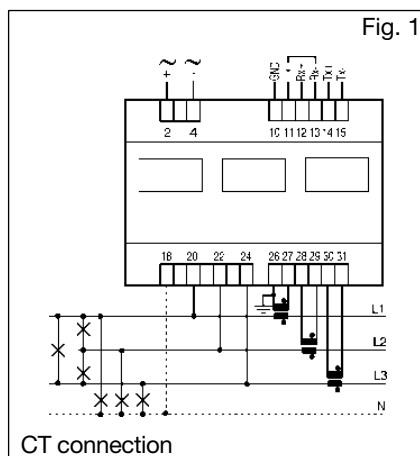 Fig. 1
~ ~
+ -
GND * Rx+ Rx- Tx+ Tx-
2 4 10 11 12 13 14 15
18 20 22 24 26 27 28 29 30 31
L1
L2
L3
N
CT connection